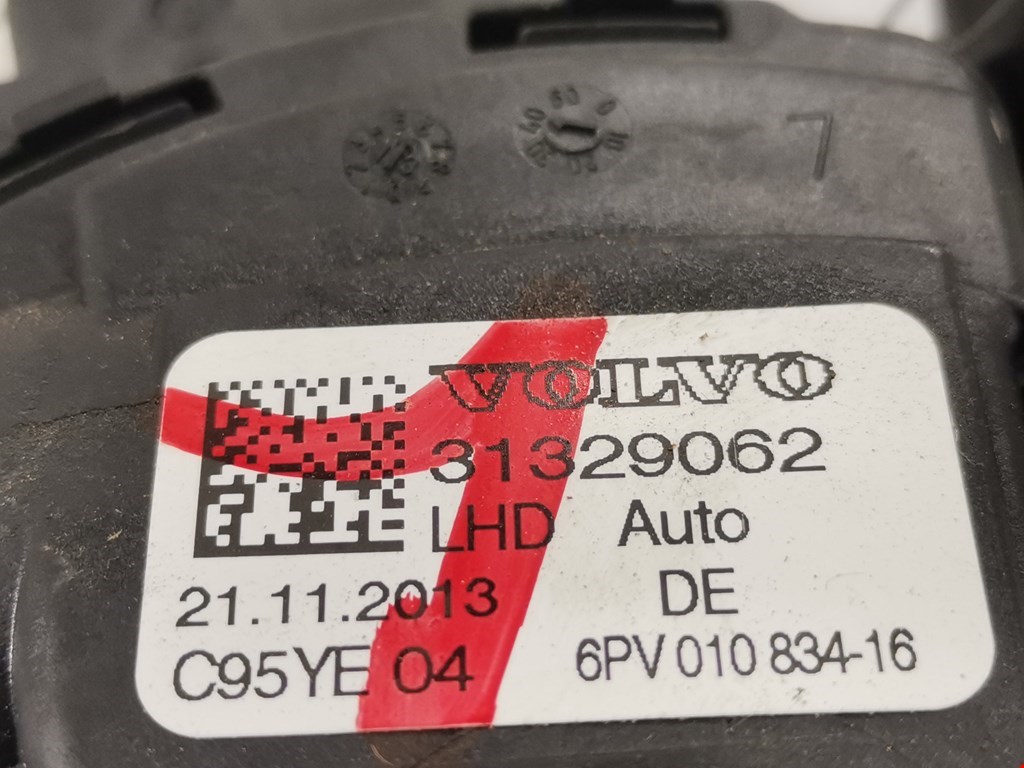 7
VOLVO
31329062
LHD Auto
21.11.2013 DE
C95YE 04 6PV 010 834-16